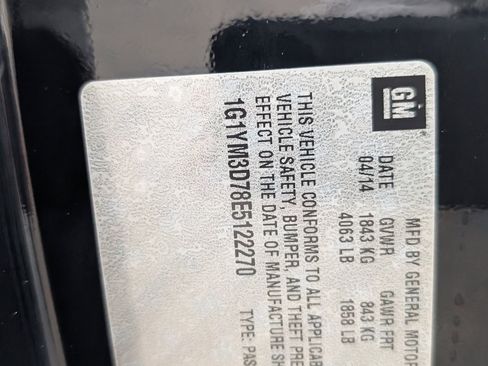 GM
MFD BY GENERAL MOTOR
DATE GVWR GAWR FRT
04/14 1843 KG 843 KG
4063 LB 1858 LB
THIS VEHICLE CONFORMS TO ALL APPLICAB
VEHICLE SAFETY, BUMPER, AND THEFT PRE
EFFECT ON THE DATE OF MANUFACTURE SH
1G1YM3D78E5122270 TYPE: PAS